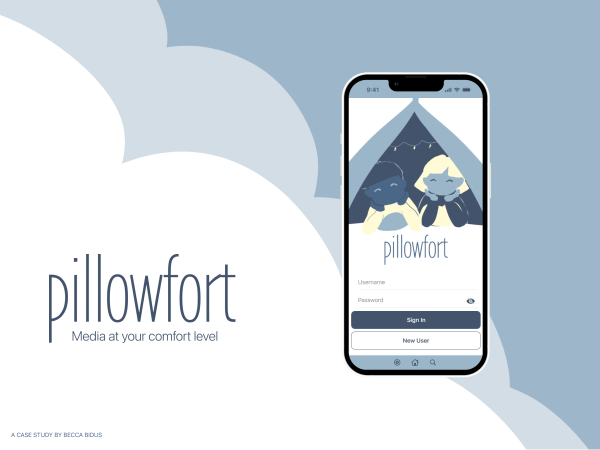 pillowfort
Media at your comfort level
A CASE STUDY BY BECCA BIDUS
9:41
pillowfort
Username
Password
Sign In
New User